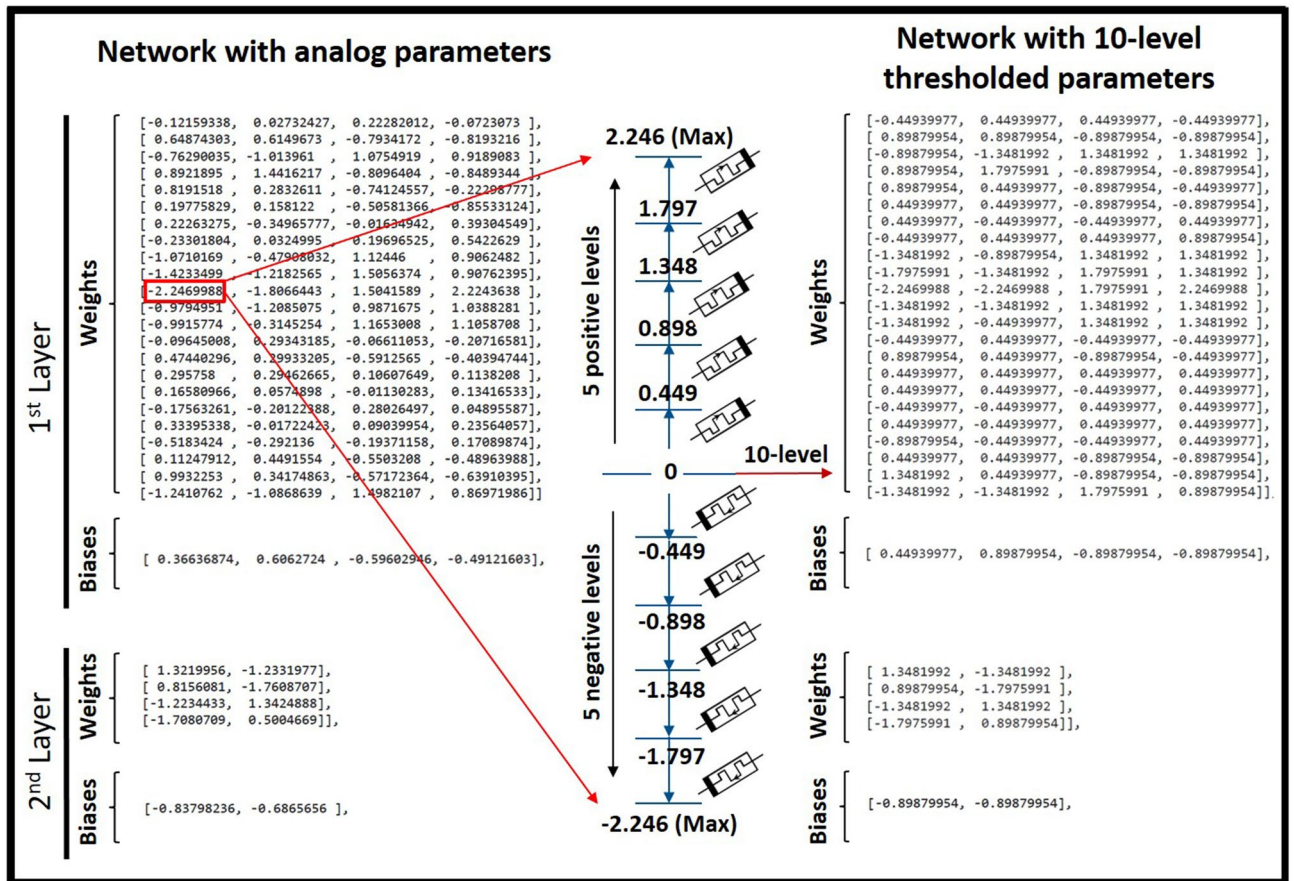 Network with analog parameters
1st Layer
Weights
[-0.12159338, 0.02732427, 0.22282012, -0.0723073 ],
[ 0.64874303, 0.6149673 , -0.7934172 , -0.8193216 ],
[-0.76290035, -1.013961 , 1.0754919 , 0.9189083 ],
[ 0.8921895 , 1.4416217 , -0.8096404 , -0.8489344 ],
[ 0.8191518 , 0.2832611 , -0.74124557, -0.22298777],
[ 0.19775829, 0.158122 , -0.50581366, -0.85533124],
[ 0.22263275, -0.34965777, -0.01634942, 0.39304549],
[-0.23301804, 0.0324995 , 0.19696525, 0.5422629 ],
[-1.0710169 , -0.47908032, 1.12446 , 0.9062482 ],
[-1.4233499 , -1.2182565 , 1.5056374 , 0.90762395],
[-2.2469988 , -1.8066443 , 1.5041589 , 2.2243638 ],
[-0.9794951 , -1.2085075 , 0.9871675 , 1.0388281 ],
[-0.9915774 , -0.3145254 , 1.1653008 , 1.1058708 ],
[-0.09645008, 0.29343185, -0.06611053, -0.20716581],
[ 0.47440296, 0.29933205, -0.5912565 , -0.40394744],
[ 0.295758 , 0.29462665, 0.10607649, 0.1138208 ],
[ 0.16580966, 0.0574898 , -0.01130283, 0.13416533],
[-0.17563261, -0.20122388, 0.28026497, 0.04895587],
[ 0.33395338, -0.01722423, 0.09039954, 0.23564057],
[-0.5183424 , -0.292136 , -0.19371158, 0.17089874],
[ 0.11247912, 0.4491554 , -0.5503208 , -0.48963988],
[ 0.9932253 , 0.34174863, -0.57172364, -0.63910395],
[-1.2410762 , -1.0868639 , 1.4982107 , 0.86971986]]
Biases
[ 0.36636874, 0.6062724 , -0.59602946, -0.49121603],
2nd Layer
Weights
[ 1.3219956, -1.2331977],
[ 0.8156081, -1.7608707],
[-1.2234433, 1.3424888],
[-1.7080709, 0.5004669]],
Biases
[-0.83798236, -0.6865656 ],
2.246 (Max)
1.797
1.348
0.898
0.449
5 positive levels
0
10-level
5 negative levels
-0.449
-0.898
-1.348
-1.797
-2.246 (Max)
Network with 10-level
thresholded parameters
Weights
[-0.44939977, 0.44939977, 0.44939977, -0.44939977],
[ 0.89879954, 0.89879954, -0.89879954, -0.89879954],
[-0.89879954, -1.3481992 , 1.3481992 , 1.3481992 ],
[ 0.89879954, 1.7975991 , -0.89879954, -0.89879954],
[ 0.89879954, 0.44939977, -0.89879954, -0.44939977],
[ 0.44939977, 0.44939977, -0.89879954, -0.89879954],
[ 0.44939977, -0.44939977, -0.44939977, 0.44939977],
[-0.44939977, 0.44939977, 0.44939977, 0.89879954],
[-1.3481992 , -0.89879954, 1.3481992 , 1.3481992 ],
[-1.7975991 , -1.3481992 , 1.7975991 , 1.3481992 ],
[-2.2469988 , -2.2469988 , 1.7975991 , 2.2469988 ],
[-1.3481992 , -1.3481992 , 1.3481992 , 1.3481992 ],
[-1.3481992 , -0.44939977, 1.3481992 , 1.3481992 ],
[-0.44939977, 0.44939977, -0.44939977, -0.44939977],
[ 0.89879954, 0.44939977, -0.89879954, -0.44939977],
[ 0.44939977, 0.44939977, 0.44939977, 0.44939977],
[ 0.44939977, 0.44939977, -0.44939977, 0.44939977],
[-0.44939977, -0.44939977, 0.44939977, 0.44939977],
[ 0.44939977, -0.44939977, 0.44939977, 0.44939977],
[-0.89879954, -0.44939977, -0.44939977, 0.44939977],
[ 0.44939977, 0.44939977, -0.89879954, -0.89879954],
[ 1.3481992 , 0.44939977, -0.89879954, -0.89879954],
[-1.3481992 , -1.3481992 , 1.7975991 , 0.89879954]],
Biases
[ 0.44939977, 0.89879954, -0.89879954, -0.89879954],
Weights
[ 1.3481992 , -1.3481992 ],
[ 0.89879954, -1.7975991 ],
[-1.3481992 , 1.3481992 ],
[-1.7975991 , 0.89879954]],
Biases
[-0.89879954, -0.89879954],